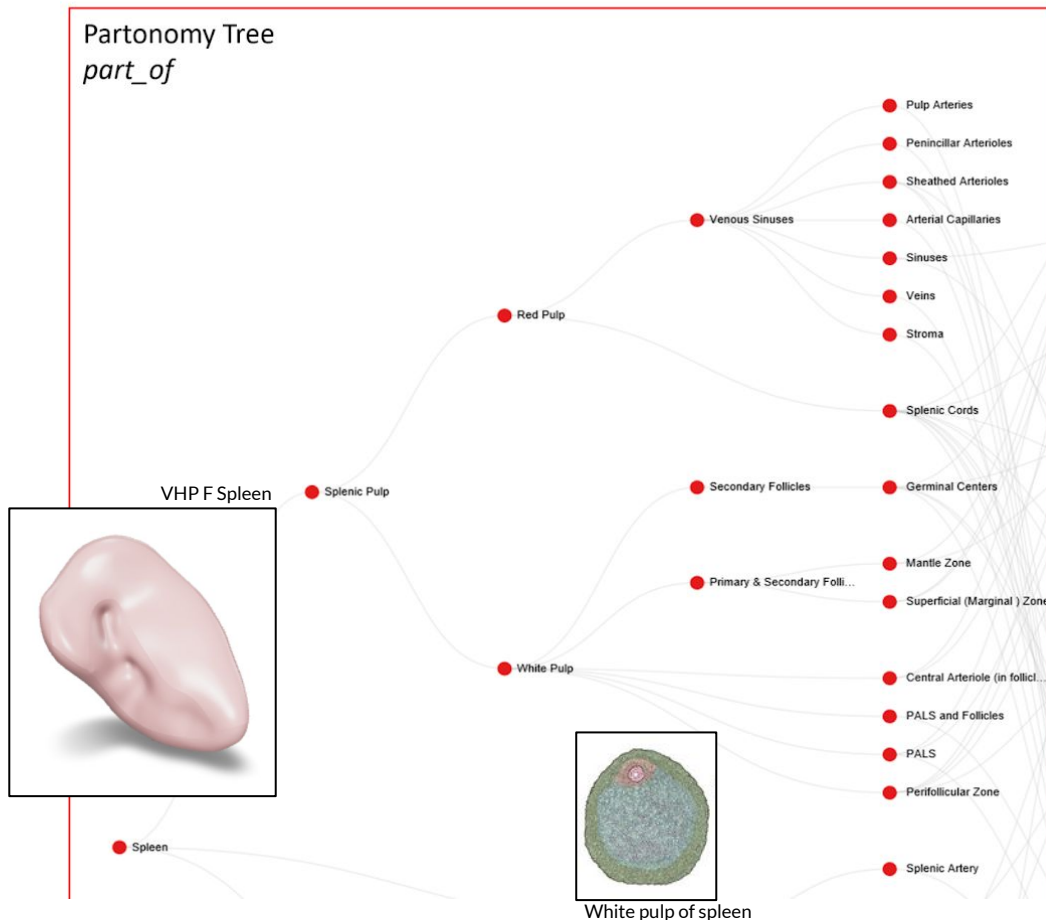 Partonomy Tree
part_of
Pulp Arteries
Penincillar Arterioles
Sheathed Arterioles
Venous Sinuses
Arterial Capillaries
Sinuses
Veins
Red Pulp
Stroma
Splenic Cords
VHP F Spleen
Splenic Pulp
Secondary Follicles
Germinal Centers
Mantle Zone
Primary & Secondary Folli...
Superficial (Marginal ) Zone
White Pulp
Central Arteriole (in follicl...
PALS and Follicles
PALS
Perifollicular Zone
Spleen
Splenic Artery
White pulp of spleen